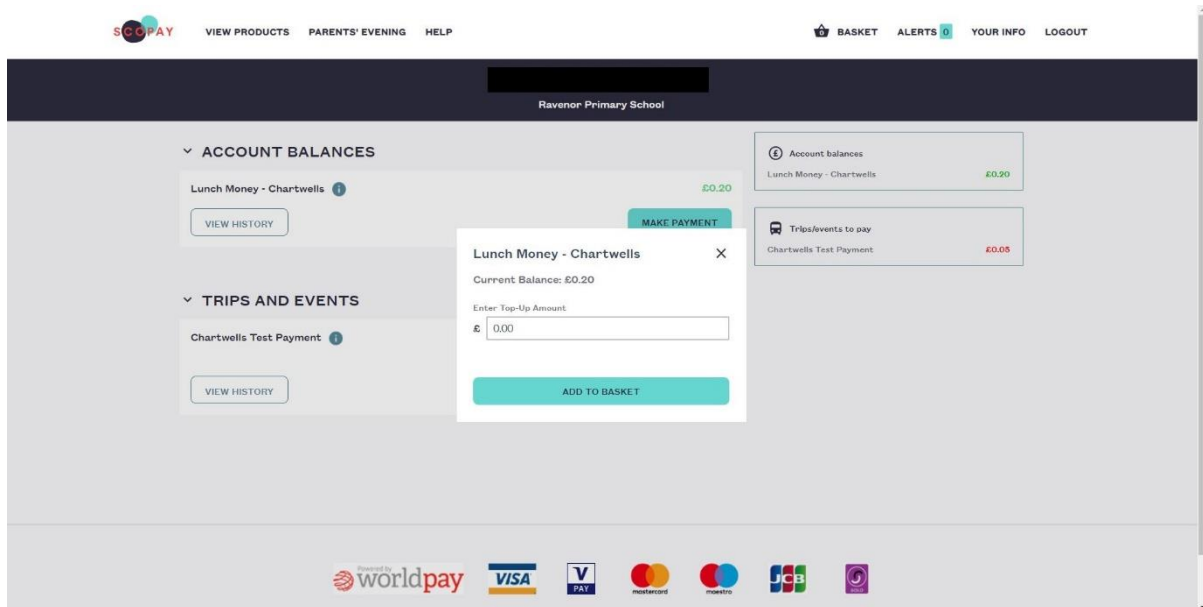 SCOPAY
VIEW PRODUCTS PARENTS' EVENING HELP
0 BASKET ALERTS 0 YOUR INFO LOGOUT
Ravenor Primary School
ACCOUNT BALANCES
Lunch Money - Chartwells i £0.20
VIEW HISTORY MAKE PAYMENT
TRIPS AND EVENTS
Chartwells Test Payment i
VIEW HISTORY
Lunch Money - Chartwells X
Current Balance: £0.20
Enter Top-Up Amount
£ 0.00
ADD TO BASKET
£ Account balances
Lunch Money - Chartwells £0.20
Trips/events to pay
Chartwells Test Payment £0.05
Powered by
worldpay VISA V PAY mastercard maestro JCB SOLO